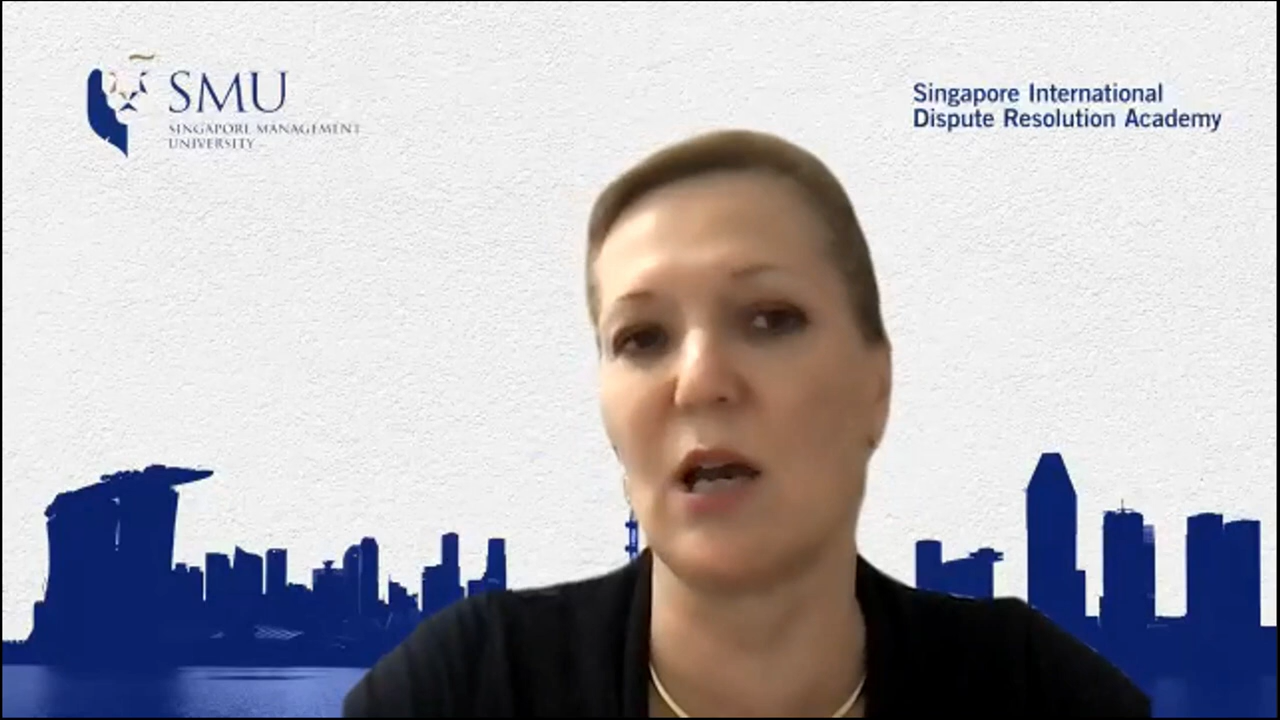 SMU
SINGAPORE MANAGEMENT
UNIVERSITY
Singapore International
Dispute Resolution Academy